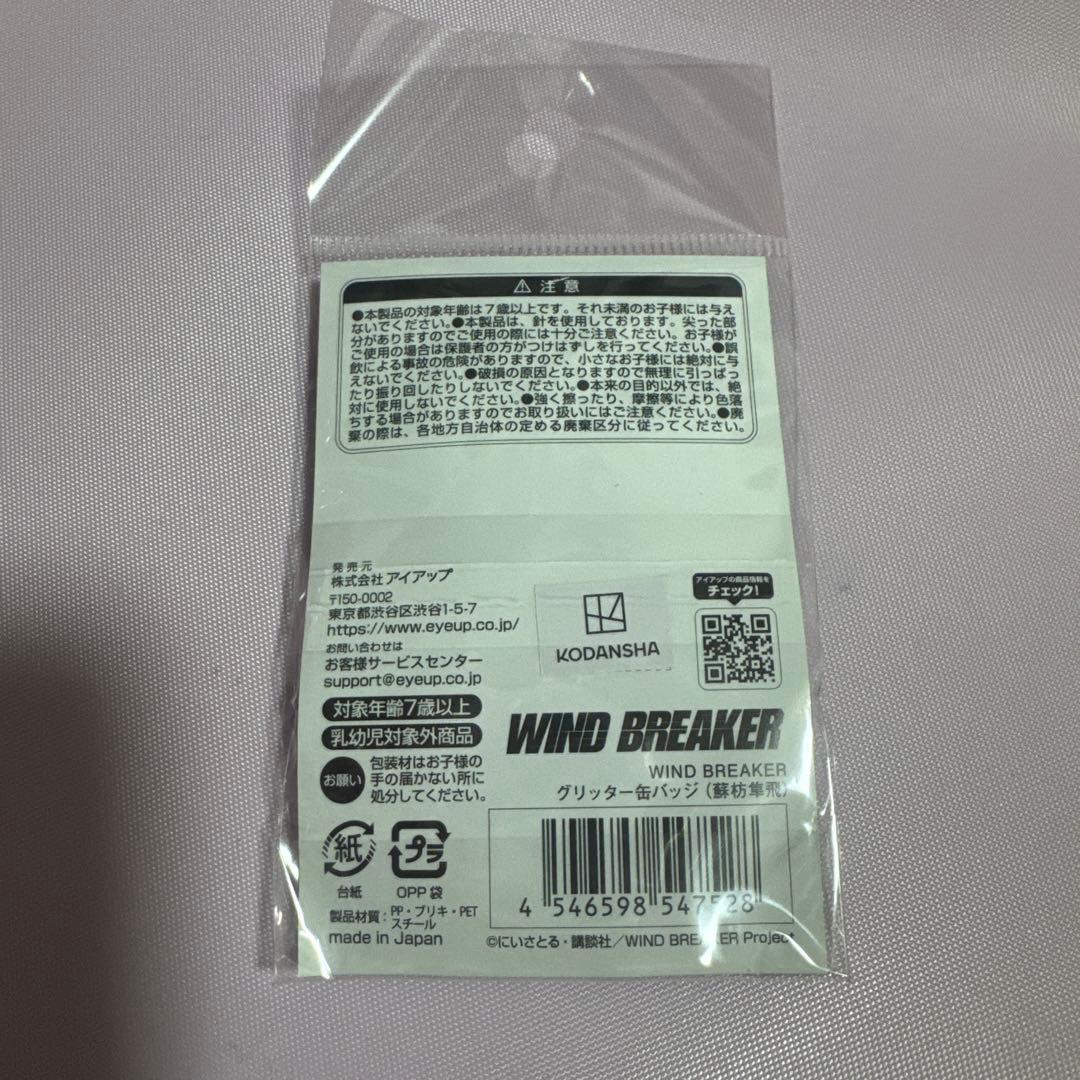 ⚠ 注意
●本製品の対象年齢は7歳以上です。それ未満のお子様には与え
ないでください。●本製品は、針を使用しております。尖った部
分がありますのでご使用の際には十分ご注意ください。お子様が
ご使用の場合は保護者の方がつけはずしを行ってください。●誤
飲による事故の危険がありますので、小さなお子様には絶対に与
えないでください。●破損の原因となりますので無理に引っぱっ
たり振り回したりしないでください。●本来の目的以外では、絶
対に使用しないでください。●強く擦ったり、摩擦等により色落
ちする場合がありますのでお取り扱いにはご注意ください。●廃
棄の際は、各地方自治体の定める廃棄区分に従ってください。
発売元
株式会社 アイアップ
〒150-0002
東京都渋谷区渋谷1-5-7
https://www.eyeup.co.jp/
お問い合わせは
お客様サービスセンター
support@eyeup.co.jp
KODANSHA
アイアップの商品情報を
チェック!
対象年齢7歳以上
乳幼児対象外商品
お願い
包装材はお子様の
手の届かない所に
処分してください。
WIND BREAKER
WIND BREAKER
グリッター缶バッジ (蘇枋隼飛)
紙
台紙
プラ
OPP袋
製品材質:PP・ブリキ・PET
スチール
made in Japan
4 546598 547528
©にいさとる・講談社/WIND BREAKER Project